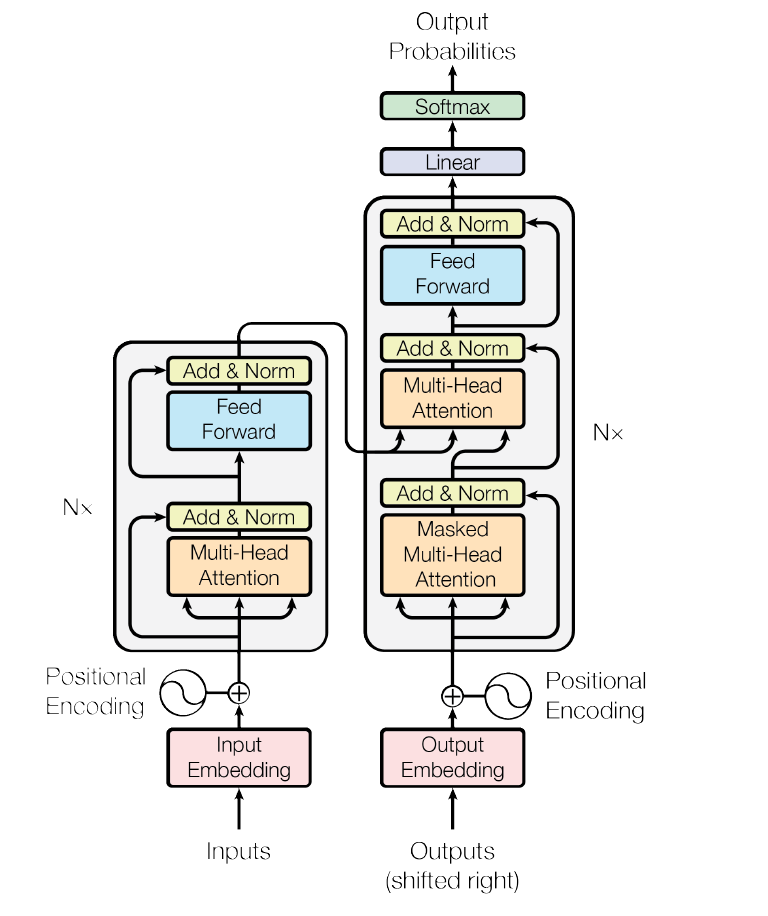 Output
Probabilities
Softmax
Linear
Add & Norm
Feed
Forward
Add & Norm
Multi-Head
Attention
Nx
Add & Norm
Masked
Multi-Head
Attention
Add & Norm
Feed
Forward
Nx
Add & Norm
Multi-Head
Attention
Positional
Encoding
Positional
Encoding
Input
Embedding
Output
Embedding
Inputs
Outputs
(shifted right)